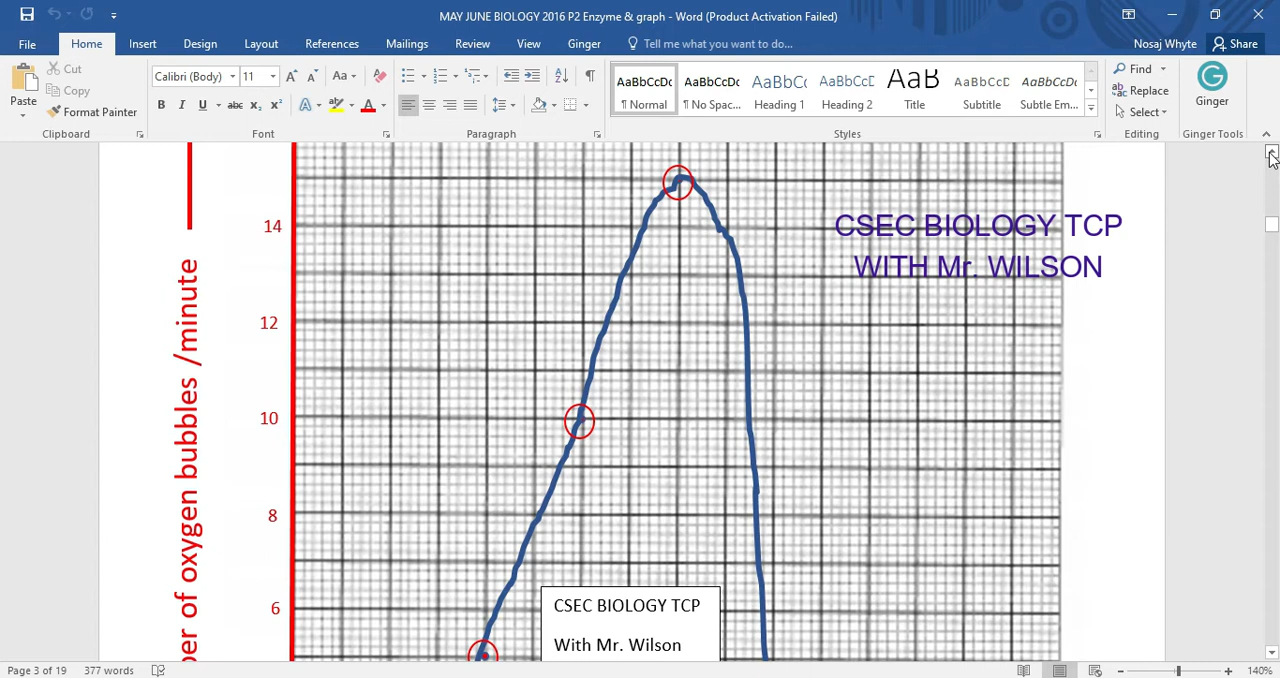 MAY JUNE BIOLOGY 2016 P2 Enzyme & graph - Word (Product Activation Failed)
File Home Insert Design Layout References Mailings Review View Ginger Tell me what you want to do... Nosaj Whyte Share
Paste
Cut
Copy
Format Painter
Calibri (Body) 11
AaBbCcDc
¶ Normal
AaBbCcDc
¶ No Spac...
AaBbCc
Heading 1
AaBbCcC
Heading 2
AaB
Title
AaBbCcD
Subtitle
AaBbCcDc
Subtle Em...
Find
Replace
Select
Ginger
Clipboard Font Paragraph Styles Editing Ginger Tools
CSEC BIOLOGY TCP
WITH Mr. WILSON
14
12
10
8
6
of oxygen bubbles /minute
CSEC BIOLOGY TCP
With Mr. Wilson
Page 3 of 19 377 words 140%